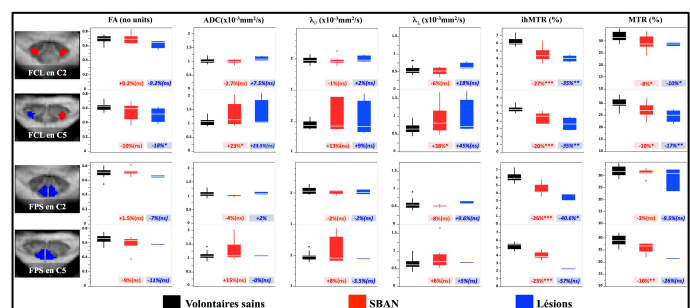 FA (no units) ADC(x10⁻³mm²/s) λ// (x10⁻³mm²/s) λ⊥ (x10⁻³mm²/s) ihMTR (%) MTR (%)
FCL en C2
+0.2%(ns) -9.2%(ns) -2.7%(ns) +7.5%(ns) -1%(ns) +2%(ns) -6%(ns) +18%(ns) -27%*** -35%** -8%* -10%*
FCL en C5
-10%(ns) -18%* +23%* +23.5%(ns) +13%(ns) +9%(ns) +38%* +45%(ns) -20%*** -35%** -10%* -17%**
FPS en C2
+1.5%(ns) -7%(ns) -4%(ns) +2% -2%(ns) -2%(ns) -8%(ns) +9.6%(ns) -26%*** -40.6%* -3%(ns) -9.5%(ns)
FPS en C5
-9%(ns) -11%(ns) +15%(ns) -0%(ns) +8%(ns) -3.5%(ns) +6%(ns) +5%(ns) -23%*** -57%(ns) -10%** -26%(ns)
Volontaires sains SBAN Lésions